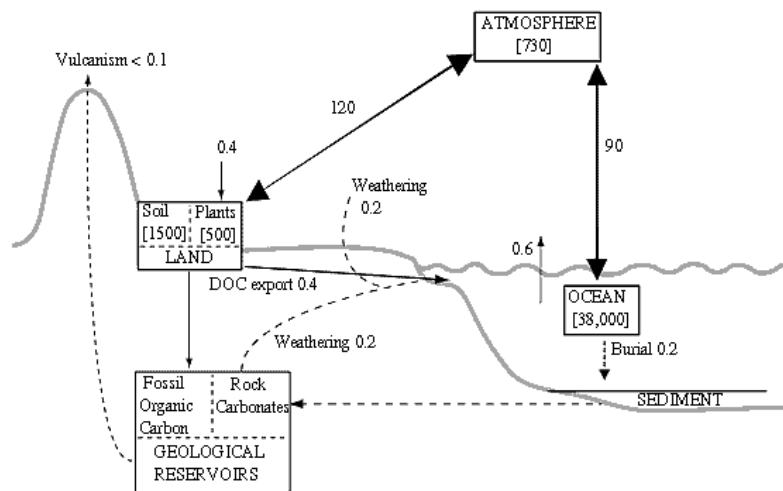 ATMOSPHERE
[730]
Vulcanism < 0.1
120
90
0.4
Weathering
0.2
Soil
[1500]
Plants
[500]
LAND
0.6
DOC export 0.4
OCEAN
[38,000]
Weathering 0.2
Burial 0.2
Fossil
Organic
Carbon
Rock
Carbonates
SEDIMENT
GEOLOGICAL
RESERVOIRS